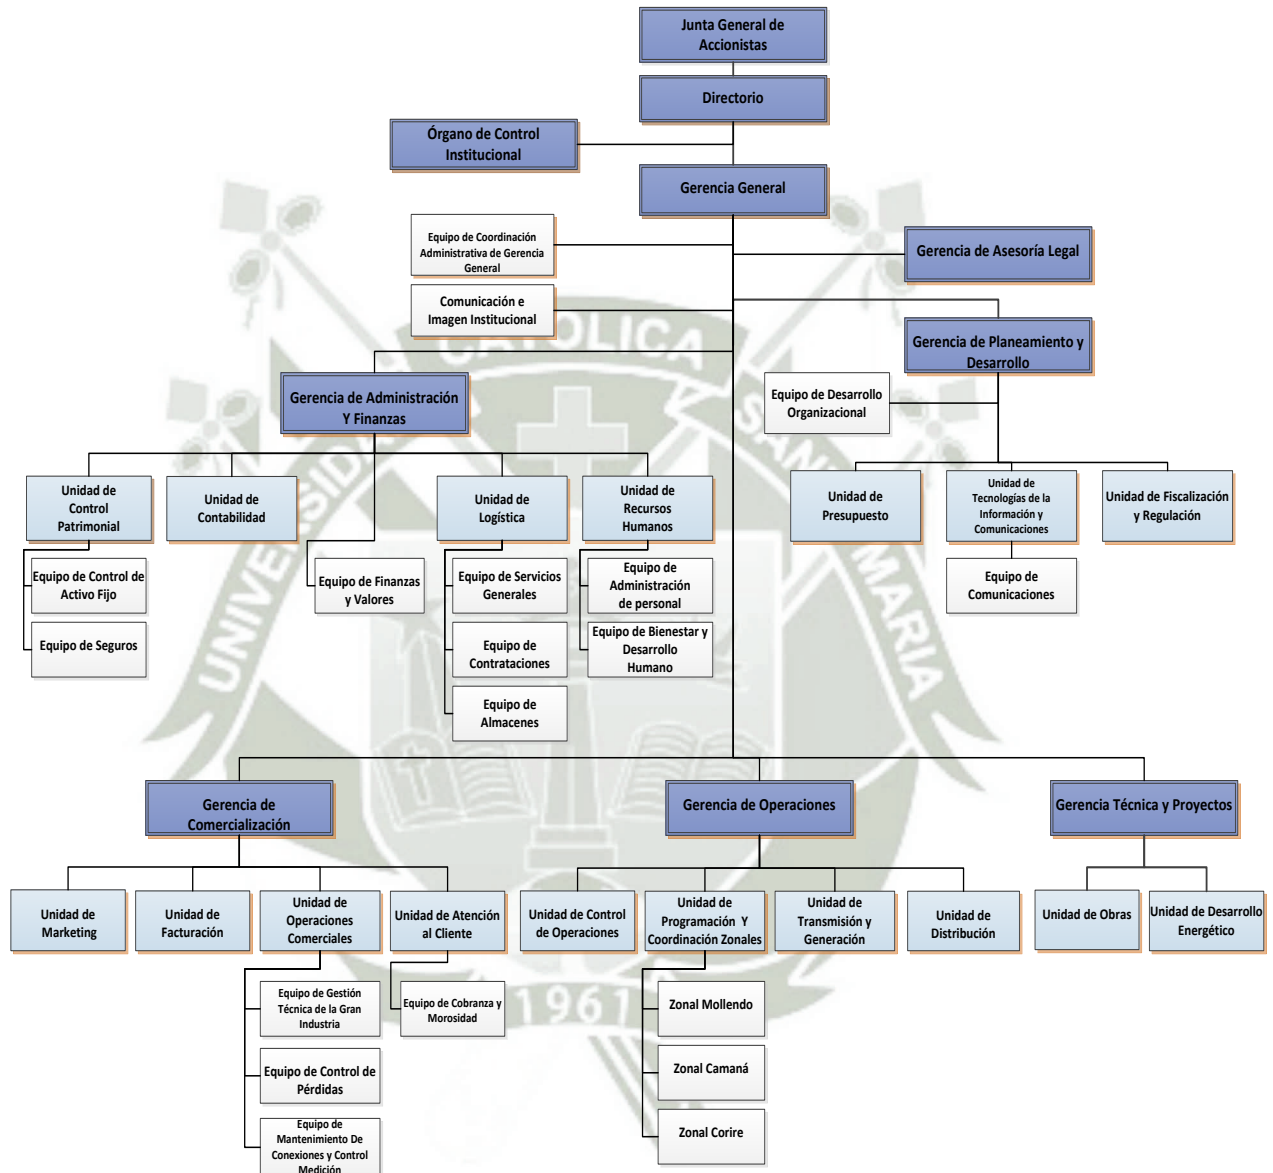 Junta General de
Accionistas
Directorio
Órgano de Control
Institucional
Gerencia General
Equipo de Coordinación
Administrativa de Gerencia
General
Gerencia de Asesoría Legal
Comunicación e
Imagen Institucional
Gerencia de Planeamiento y
Desarrollo
Gerencia de Administración
Y Finanzas
Equipo de Desarrollo
Organizacional
Unidad de
Control
Patrimonial
Unidad de
Contabilidad
Unidad de
Logística
Unidad de
Recursos
Humanos
Unidad de
Presupuesto
Unidad de
Tecnologías de la
Información y
Comunicaciones
Unidad de Fiscalización
y Regulación
Equipo de Control de
Activo Fijo
Equipo de Seguros
Equipo de Finanzas
y Valores
Equipo de Servicios
Generales
Equipo de
Contrataciones
Equipo de
Almacenes
Equipo de
Administración
de personal
Equipo de Bienestar y
Desarrollo
Humano
Equipo de
Comunicaciones
Gerencia de
Comercialización
Gerencia de Operaciones
Gerencia Técnica y Proyectos
Unidad de
Marketing
Unidad de
Facturación
Unidad de
Operaciones
Comerciales
Unidad de Atención
al Cliente
Unidad de Control
de Operaciones
Unidad de
Programación Y
Coordinación Zonales
Unidad de
Transmisión y
Generación
Unidad de
Distribución
Unidad de Obras
Unidad de Desarrollo
Energético
Equipo de Gestión
Técnica de la Gran
Industria
Equipo de Control de
Pérdidas
Equipo de
Mantenimiento De
Conexiones y Control
Medición
Equipo de Cobranza y
Morosidad
Zonal Mollendo
Zonal Camaná
Zonal Corire
UNIVERSIDAD CATOLICA SANTA MARIA
1961